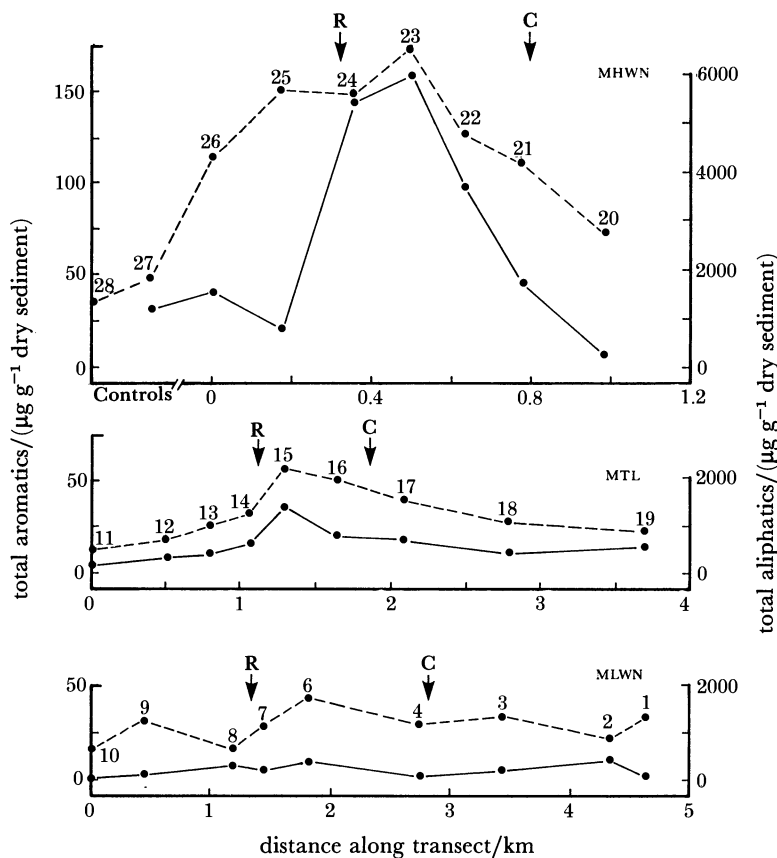 R C
23
25 24
MHWN
6000
150
26
22
21
4000
100
20
27
28
50
2000
0 0
Controls 0 0.4 0.8 1.2
R C
15
16
MTL
50
2000
17
11 12 13 14
18
19
0 0
0 1 2 3 4
R C
MLWN
50 2000
9 7 6 4 3 2 1
10 8
0 0
0 1 2 3 4 5
distance along transect/km
total aromatics/(μg g⁻¹ dry sediment)
total aliphatics/(μg g⁻¹ dry sediment)